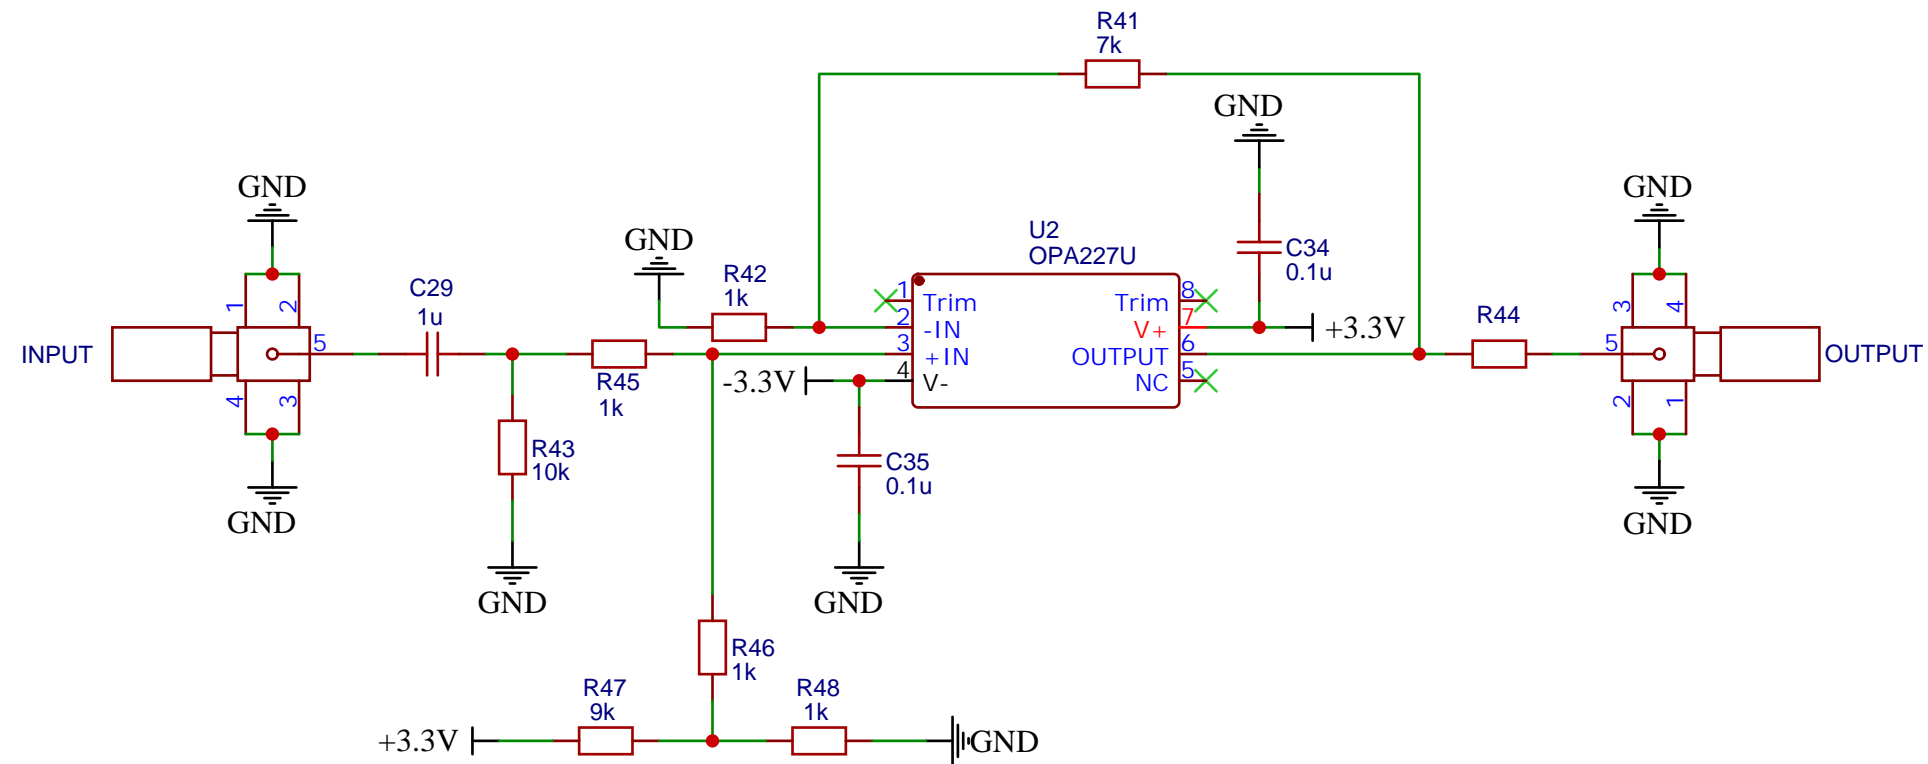 R41
7k
GND
GND
GND
GND
U2
OPA227U
C34
0.1u
R42
1k
C29
1u
1
2
3
4
1
Trim
Trim
8
2
-IN
V+
7
+3.3V
R44
INPUT
5
3
+IN
OUTPUT
6
5
OUTPUT
R45
1k
-3.3V
4
V-
NC
5
4
3
2
1
R43
10k
C35
0.1u
GND
GND
GND
GND
R46
1k
R47
9k
R48
1k
+3.3V
GND